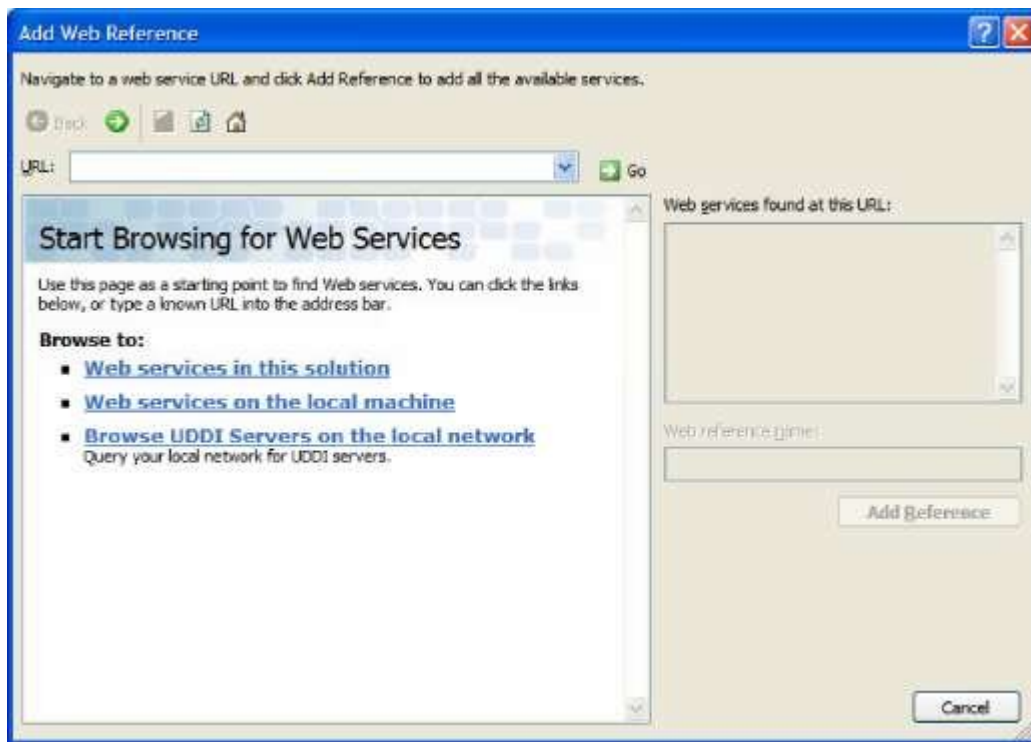 Add Web Reference
Navigate to a web service URL and click Add Reference to add all the available services.
Back
URL:
Go
Start Browsing for Web Services
Use this page as a starting point to find Web services. You can click the links
below, or type a known URL into the address bar.
Browse to:
Web services in this solution
Web services on the local machine
Browse UDDI Servers on the local network
Query your local network for UDDI servers.
Web services found at this URL:
Web reference name:
Add Reference
Cancel